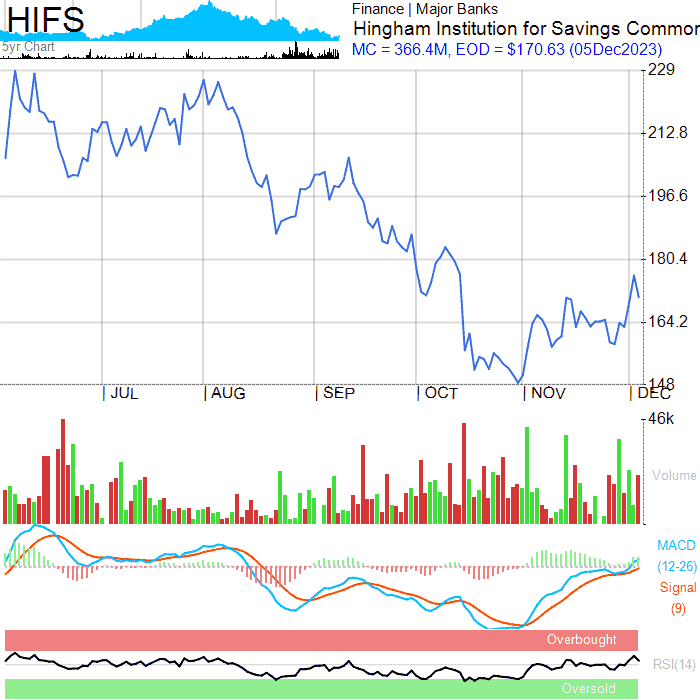 HIFS
5yr Chart
Finance | Major Banks
Hingham Institution for Savings Commor
MC = 366.4M, EOD = $170.63 (05Dec2023)
229
212.8
196.6
180.4
164.2
148
| JUL | AUG | SEP | OCT | NOV | DEC
46k
Volume
MACD
(12-26)
Signal
(9)
Overbought
RSI(14)
Oversold